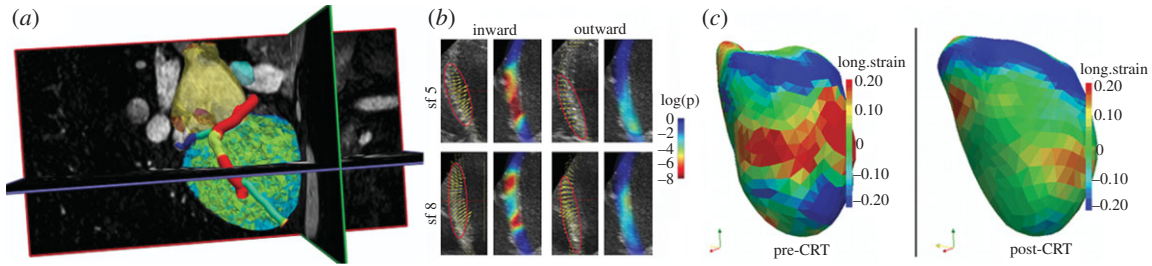 (a)
(b)
inward
outward
sf 5
sf 8
log(p)
0
–2
–4
–6
–8
(c)
long.strain
0.20
0.10
0
–0.10
–0.20
pre-CRT
long.strain
0.20
0.10
0
–0.10
–0.20
post-CRT